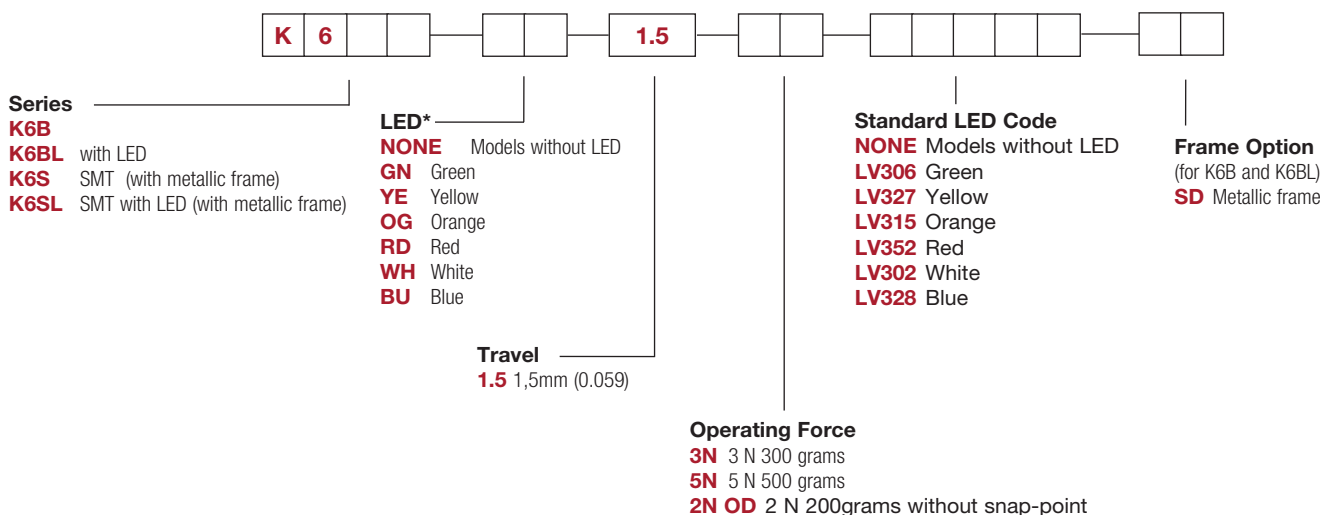 K 6 1.5
Series
K6B
K6BL with LED
K6S SMT (with metallic frame)
K6SL SMT with LED (with metallic frame)
LED*
NONE Models without LED
GN Green
YE Yellow
OG Orange
RD Red
WH White
BU Blue
Travel
1.5 1,5mm (0.059)
Operating Force
3N 3 N 300 grams
5N 5 N 500 grams
2N OD 2 N 200grams without snap-point
Standard LED Code
NONE Models without LED
LV306 Green
LV327 Yellow
LV315 Orange
LV352 Red
LV302 White
LV328 Blue
Frame Option
(for K6B and K6BL)
SD Metallic frame